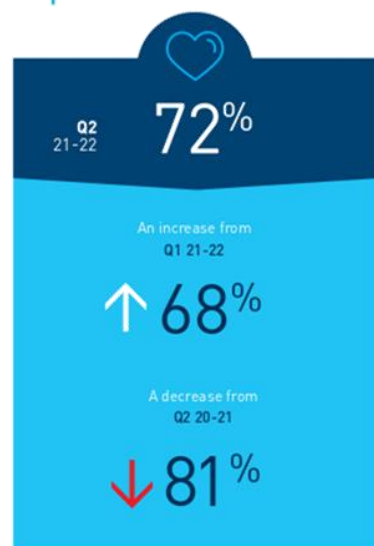 Q2
21-22
72%
An increase from
Q1 21-22
68%
A decrease from
Q2 20-21
81%